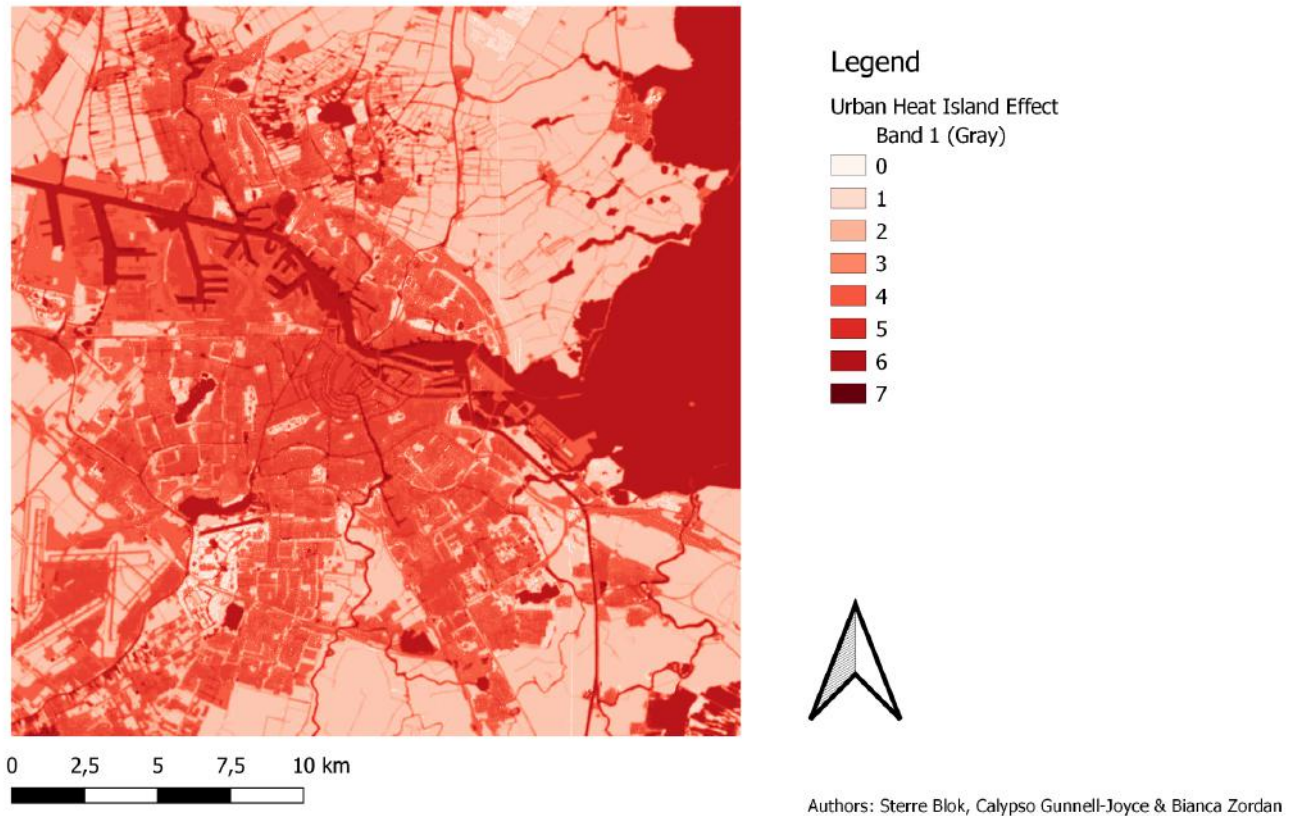 Legend
Urban Heat Island Effect
Band 1 (Gray)
0
1
2
3
4
5
6
7
0 2,5 5 7,5 10 km
Authors: Sterre Blok, Calypso Gunnell-Joyce & Bianca Zordan